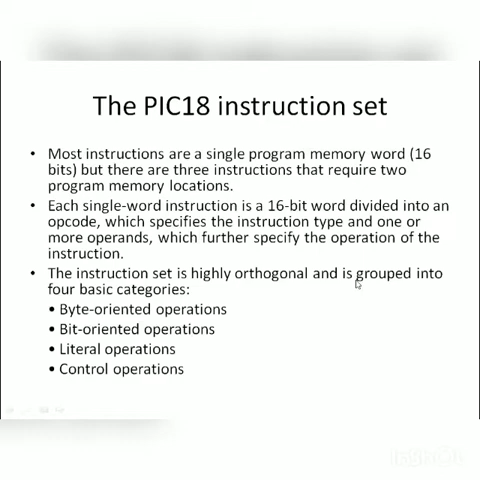 The PIC18 instruction set
• Most instructions are a single program memory word (16
bits) but there are three instructions that require two
program memory locations.
• Each single-word instruction is a 16-bit word divided into an
opcode, which specifies the instruction type and one or
more operands, which further specify the operation of the
instruction.
• The instruction set is highly orthogonal and is grouped into
four basic categories:
• Byte-oriented operations
• Bit-oriented operations
• Literal operations
• Control operations